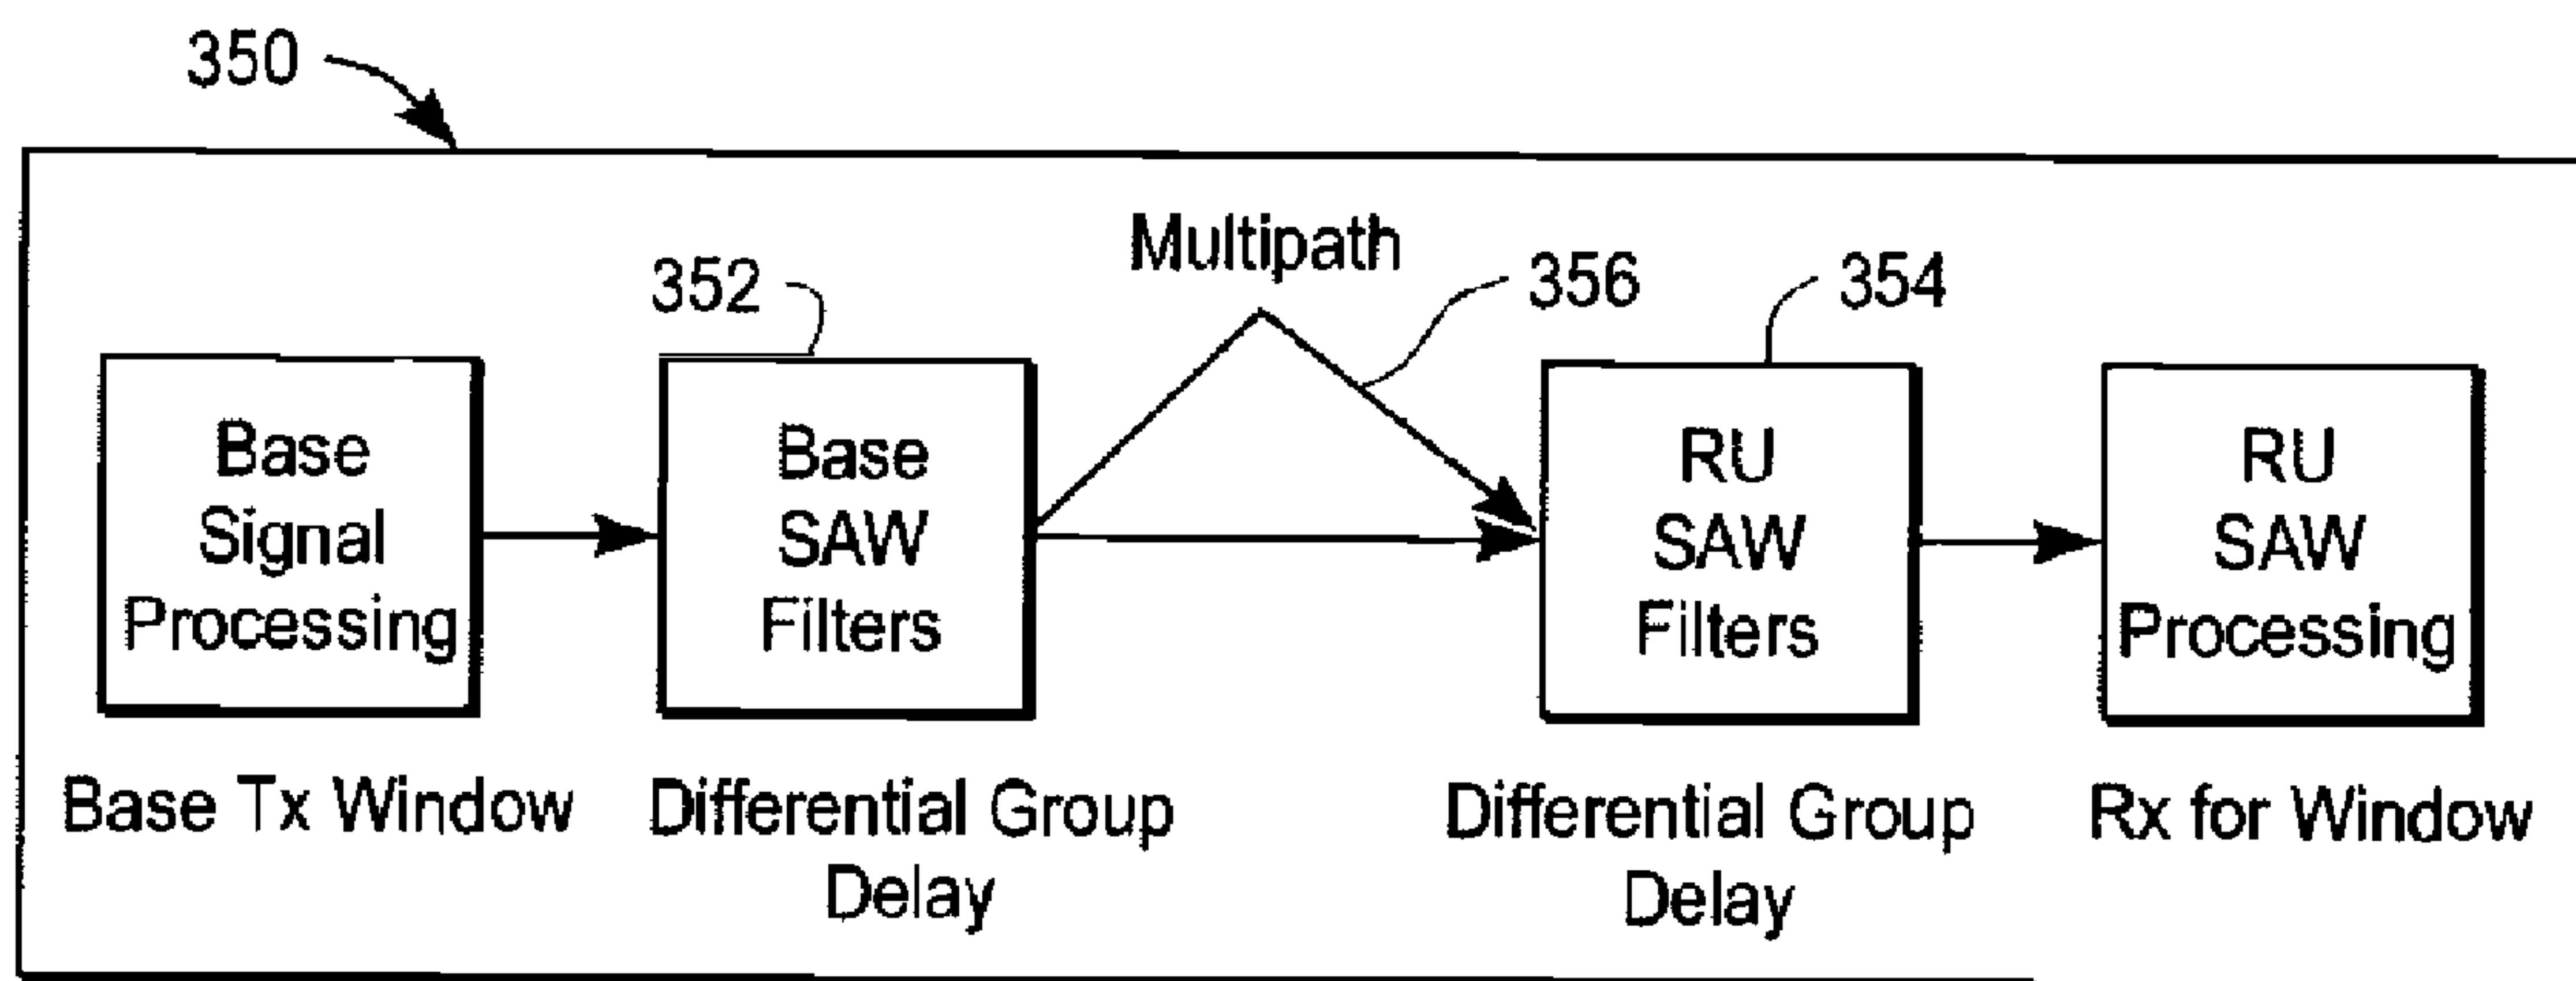 350
Multipath
352
356
354
Base
Signal
Processing
Base
SAW
Filters
RU
SAW
Filters
RU
SAW
Processing
Base Tx Window
Differential Group
Delay
Differential Group
Delay
Rx for Window